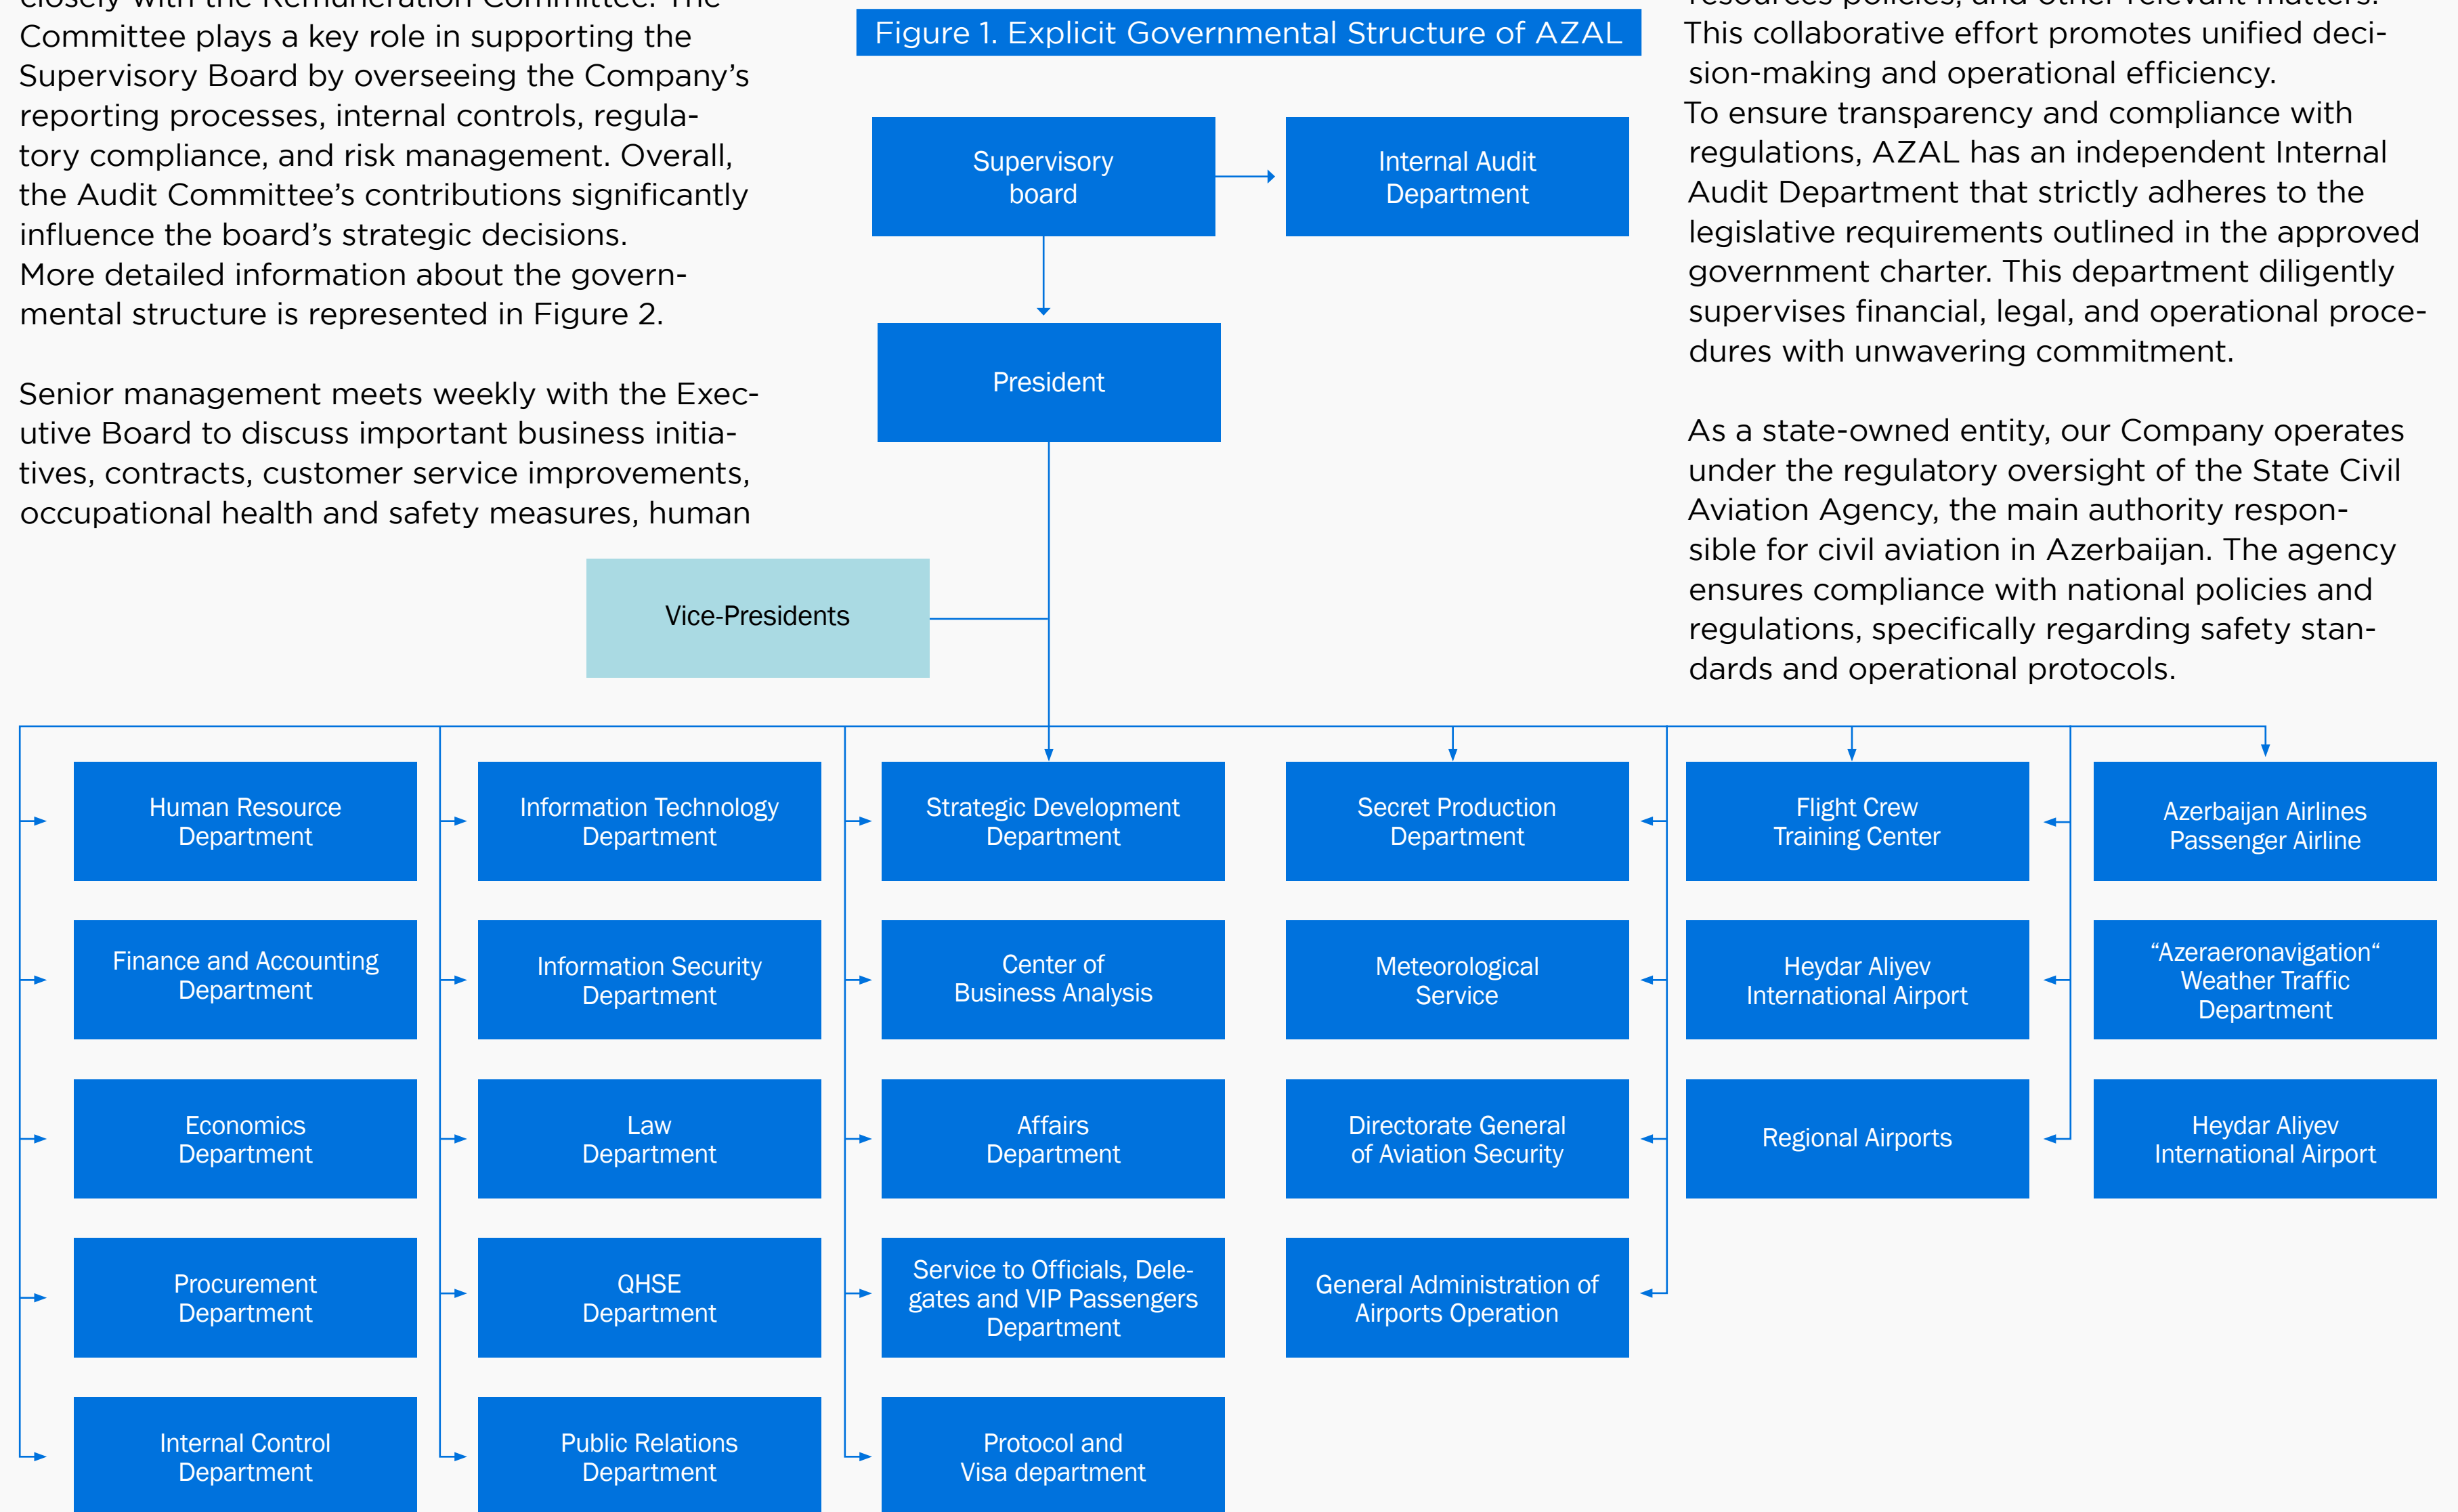 closely with the Remuneration Committee. The
Committee plays a key role in supporting the
Supervisory Board by overseeing the Company's
reporting processes, internal controls, regula-
tory compliance, and risk management. Overall,
the Audit Committee's contributions significantly
influence the board's strategic decisions.
More detailed information about the govern-
mental structure is represented in Figure 2.
Senior management meets weekly with the Exec-
utive Board to discuss important business initia-
tives, contracts, customer service improvements,
occupational health and safety measures, human
resources policies, and other relevant matters.
This collaborative effort promotes unified deci-
sion-making and operational efficiency.
To ensure transparency and compliance with
regulations, AZAL has an independent Internal
Audit Department that strictly adheres to the
legislative requirements outlined in the approved
government charter. This department diligently
supervises financial, legal, and operational proce-
dures with unwavering commitment.
As a state-owned entity, our Company operates
under the regulatory oversight of the State Civil
Aviation Agency, the main authority respon-
sible for civil aviation in Azerbaijan. The agency
ensures compliance with national policies and
regulations, specifically regarding safety stan-
dards and operational protocols.
Figure 1. Explicit Governmental Structure of AZAL
Supervisory
board
Internal Audit
Department
President
Vice-Presidents
Human Resource
Department
Finance and Accounting
Department
Economics
Department
Procurement
Department
Internal Control
Department
Information Technology
Department
Information Security
Department
Law
Department
QHSE
Department
Public Relations
Department
Strategic Development
Department
Center of
Business Analysis
Affairs
Department
Service to Officials, Dele-
gates and VIP Passengers
Department
Protocol and
Visa department
Secret Production
Department
Meteorological
Service
Directorate General
of Aviation Security
General Administration of
Airports Operation
Flight Crew
Training Center
Heydar Aliyev
International Airport
Regional Airports
Azerbaijan Airlines
Passenger Airline
“Azeraeronavigation“
Weather Traffic
Department
Heydar Aliyev
International Airport